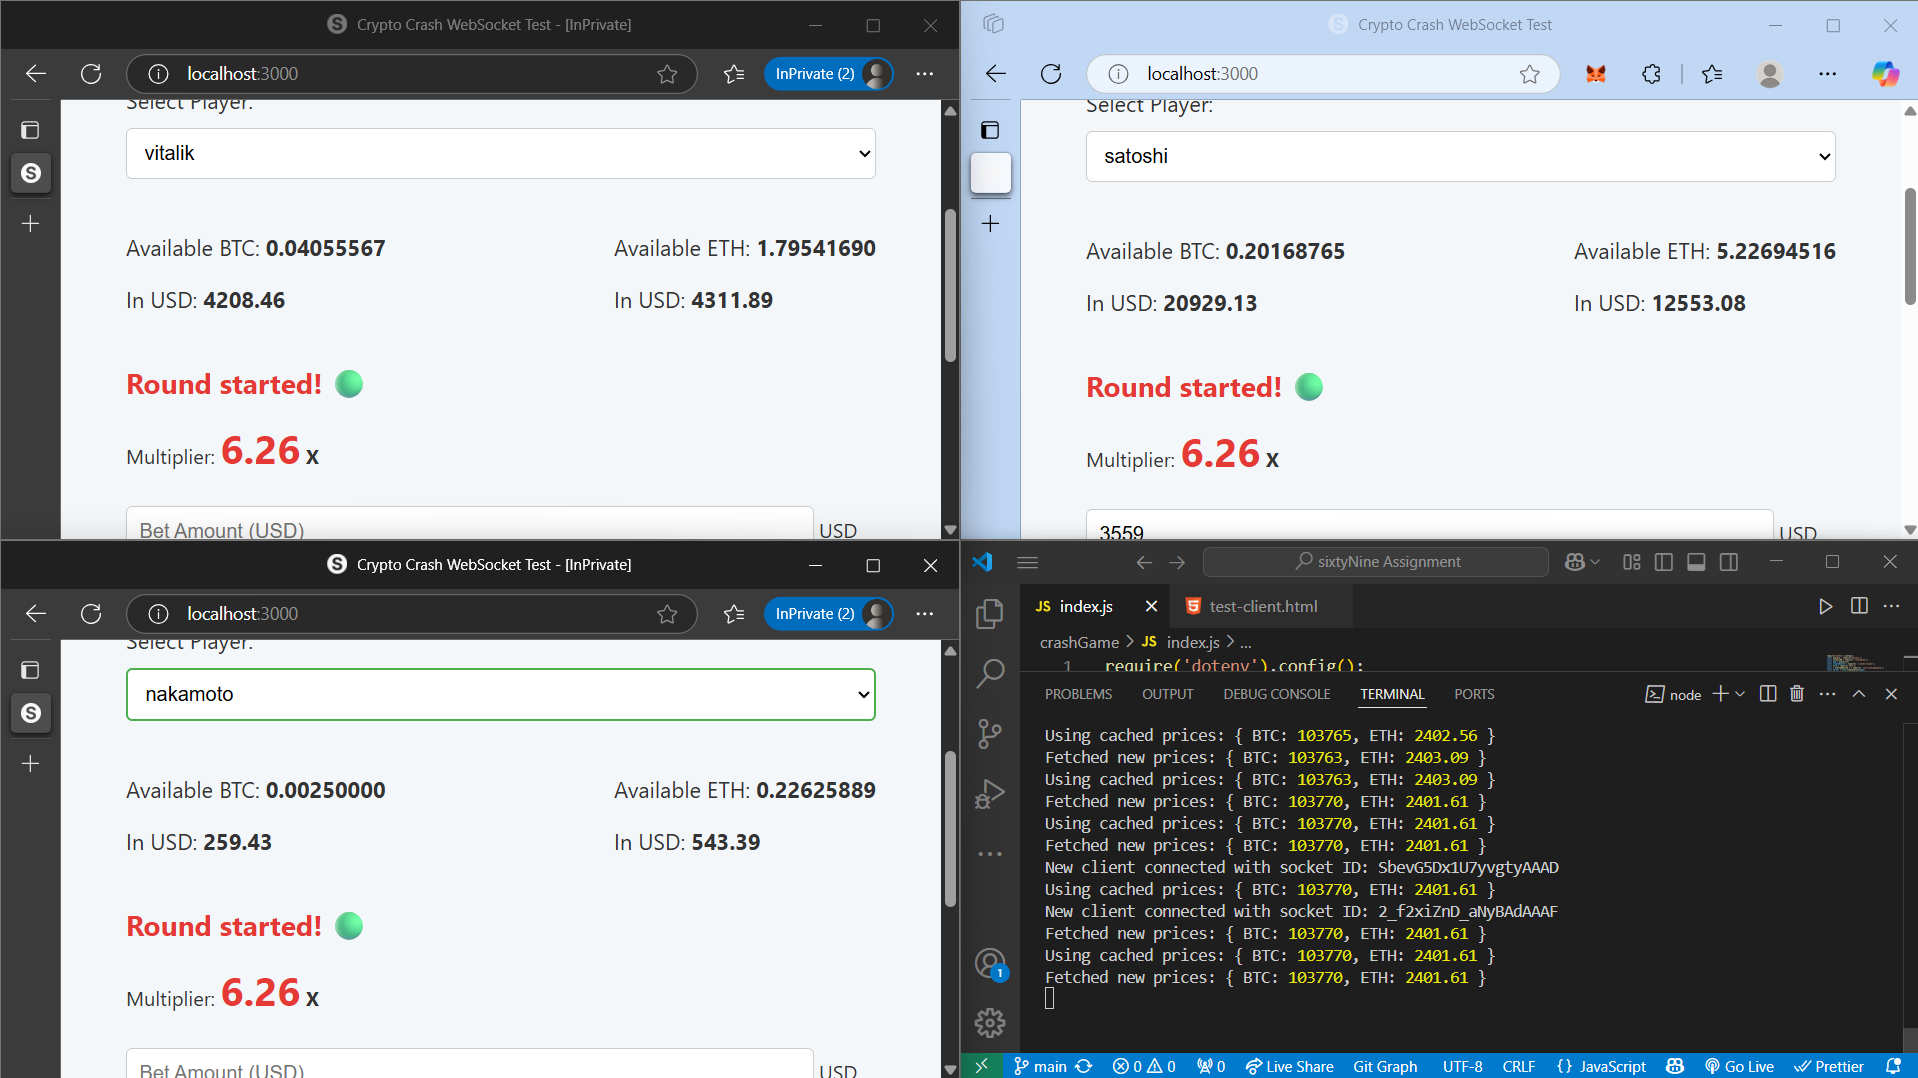 Crypto Crash WebSocket Test - [InPrivate]
localhost:3000
InPrivate (2)
Select Player:
vitalik
Available BTC: 0.04055567
Available ETH: 1.79541690
In USD: 4208.46
In USD: 4311.89
Round started!
Multiplier: 6.26 x
Bet Amount (USD)
USD
Crypto Crash WebSocket Test
localhost:3000
Select Player:
satoshi
Available BTC: 0.20168765
Available ETH: 5.22694516
In USD: 20929.13
In USD: 12553.08
Round started!
Multiplier: 6.26 x
3559
USD
Crypto Crash WebSocket Test - [InPrivate]
localhost:3000
InPrivate (2)
Select Player:
nakamoto
Available BTC: 0.00250000
Available ETH: 0.22625889
In USD: 259.43
In USD: 543.39
Round started!
Multiplier: 6.26 x
Bet Amount (USD)
USD
sixtyNine Assignment
JS index.js
test-client.html
crashGame > JS index.js > ...
1 require('dotenv').config();
PROBLEMS OUTPUT DEBUG CONSOLE TERMINAL PORTS
node
Using cached prices: { BTC: 103765, ETH: 2402.56 }
Fetched new prices: { BTC: 103763, ETH: 2403.09 }
Using cached prices: { BTC: 103763, ETH: 2403.09 }
Fetched new prices: { BTC: 103770, ETH: 2401.61 }
Using cached prices: { BTC: 103770, ETH: 2401.61 }
Fetched new prices: { BTC: 103770, ETH: 2401.61 }
New client connected with socket ID: SbevG5Dx1U7yvgtyAAAD
Using cached prices: { BTC: 103770, ETH: 2401.61 }
New client connected with socket ID: 2_f2xiZnD_aNyBAdAAAF
Fetched new prices: { BTC: 103770, ETH: 2401.61 }
Using cached prices: { BTC: 103770, ETH: 2401.61 }
Fetched new prices: { BTC: 103770, ETH: 2401.61 }
1
main 0 0 0 Live Share Git Graph UTF-8 CRLF {} JavaScript Go Live Prettier